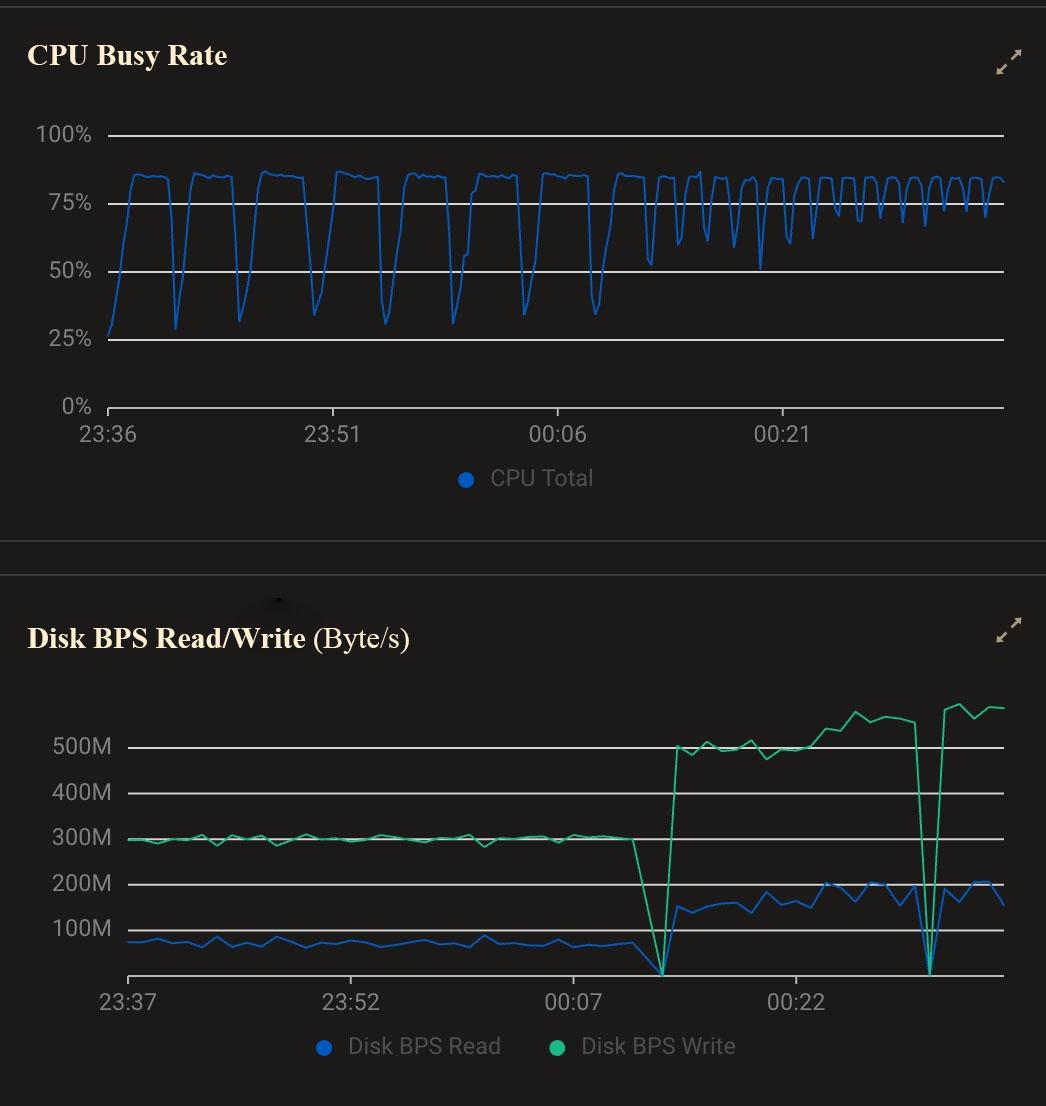 CPU Busy Rate
100%
75%
50%
25%
0%
23:36 23:51 00:06 00:21
CPU Total
Disk BPS Read/Write (Byte/s)
500M
400M
300M
200M
100M
23:37 23:52 00:07 00:22
Disk BPS Read Disk BPS Write